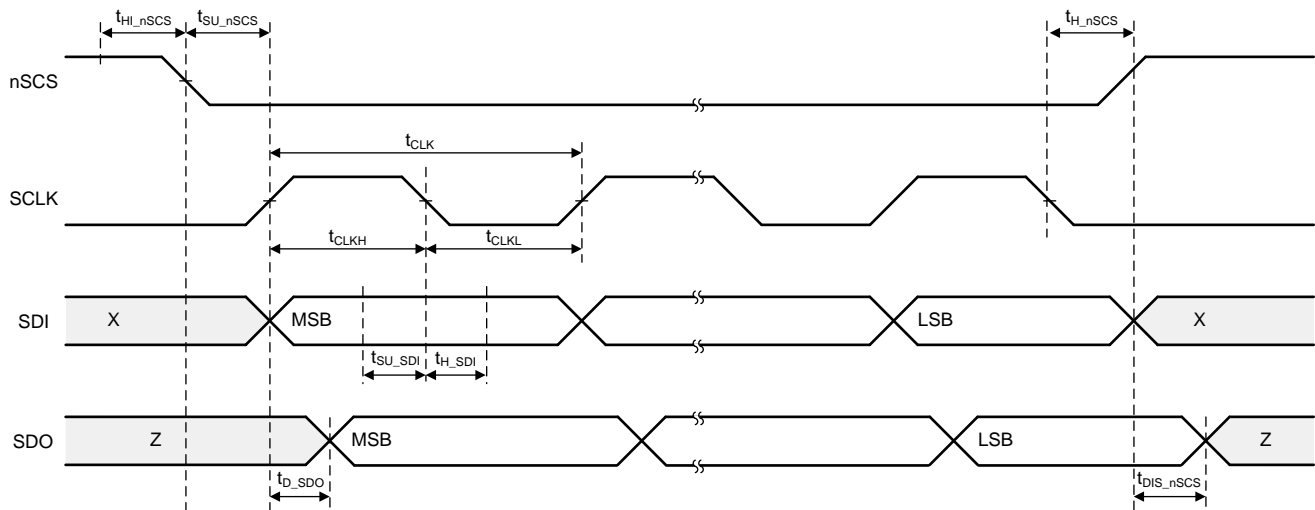 tHI_nSCS tSU_nSCS tH_nSCS
nSCS
tCLK
SCLK
tCLKH tCLKL
SDI X MSB LSB X
tSU_SDI tH_SDI
SDO Z MSB LSB Z
tD_SDO tDIS_nSCS